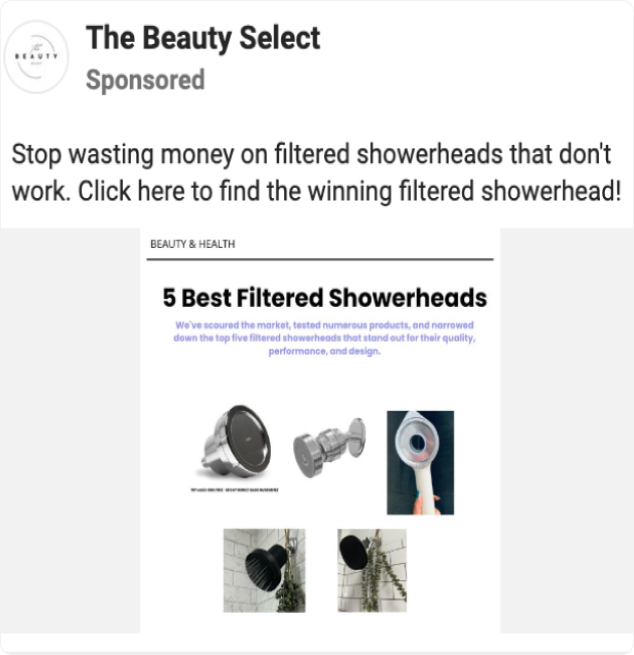 The
BEAUTY
The Beauty Select
Sponsored
Stop wasting money on filtered showerheads that don't
work. Click here to find the winning filtered showerhead!
BEAUTY & HEALTH
5 Best Filtered Showerheads
We've scoured the market, tested numerous products, and narrowed
down the top five filtered showerheads that stand out for their quality,
performance, and design.